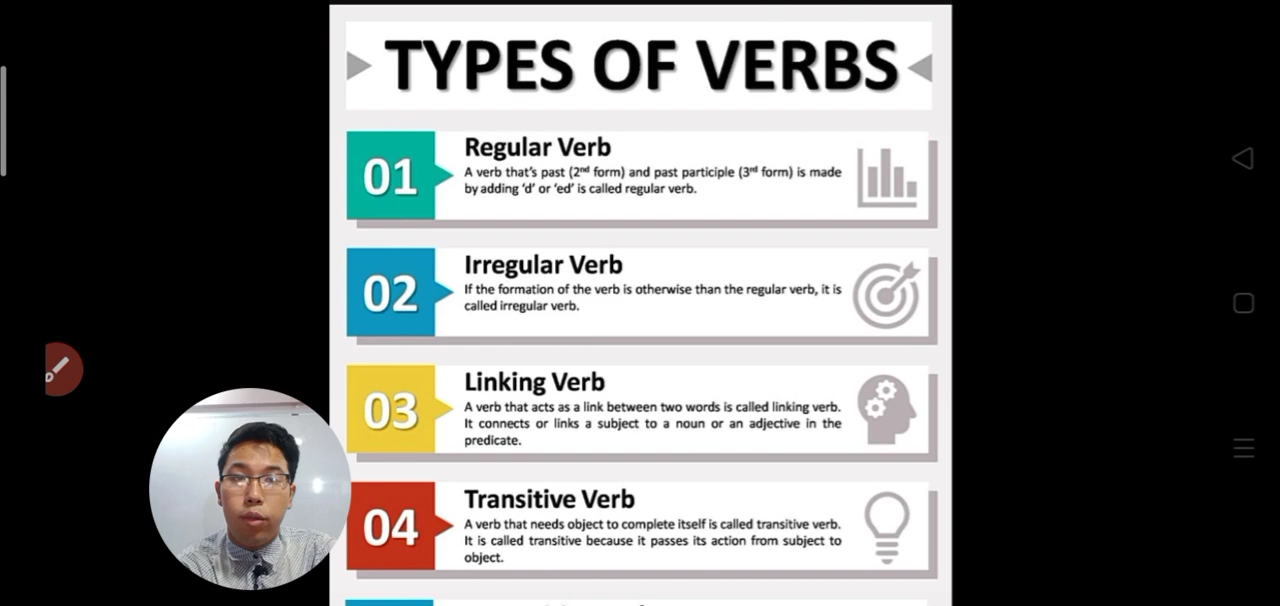 TYPES OF VERBS
01
Regular Verb
A verb that's past (2nd form) and past participle (3rd form) is made
by adding 'd' or 'ed' is called regular verb.
02
Irregular Verb
If the formation of the verb is otherwise than the regular verb, it is
called irregular verb.
03
Linking Verb
A verb that acts as a link between two words is called linking verb.
It connects or links a subject to a noun or an adjective in the
predicate.
04
Transitive Verb
A verb that needs object to complete itself is called transitive verb.
It is called transitive because it passes its action from subject to
object.